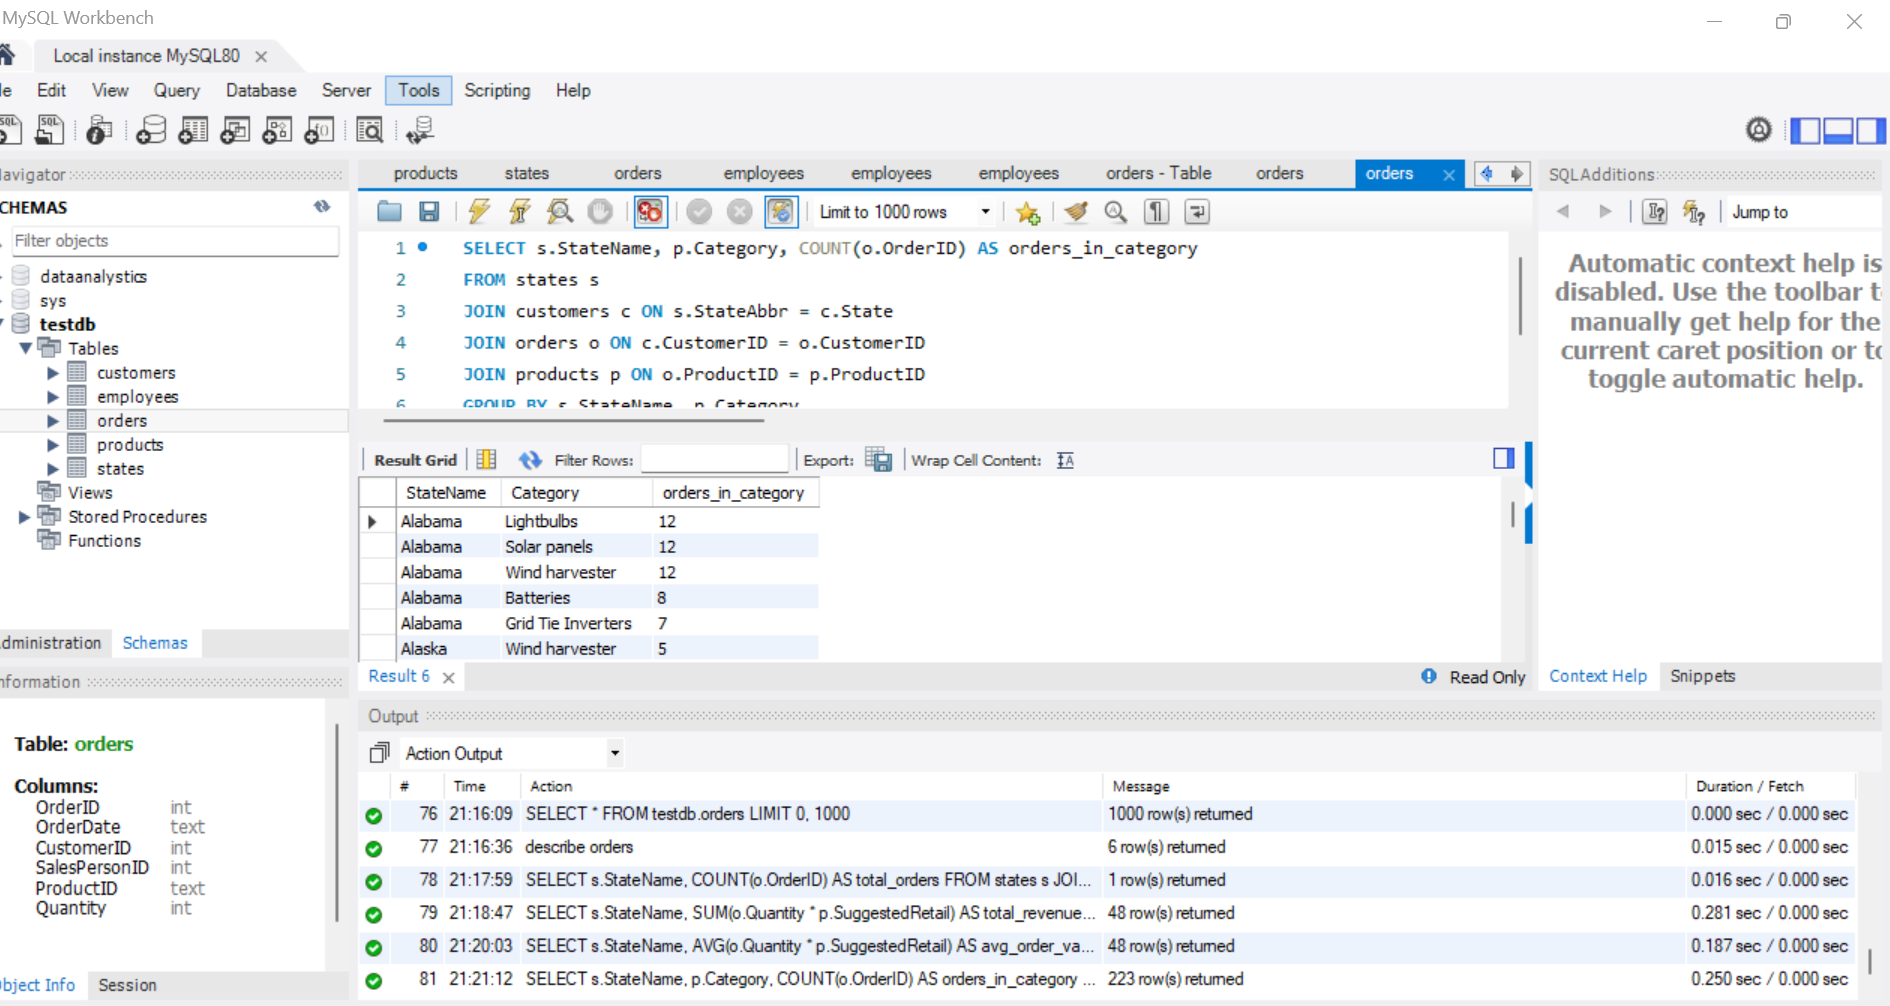 MySQL Workbench
Local instance MySQL80
le Edit View Query Database Server Tools Scripting Help
Navigator
SCHEMAS
Filter objects
dataanalystics
sys
testdb
Tables
customers
employees
orders
products
states
Views
Stored Procedures
Functions
dministration Schemas
nformation
Table: orders
Columns:
OrderID int
OrderDate text
CustomerID int
SalesPersonID int
ProductID text
Quantity int
bject Info Session
products states orders employees employees employees orders - Table orders orders
Limit to 1000 rows
1 SELECT s.StateName, p.Category, COUNT(o.OrderID) AS orders_in_category
2 FROM states s
3 JOIN customers c ON s.StateAbbr = c.State
4 JOIN orders o ON c.CustomerID = o.CustomerID
5 JOIN products p ON o.ProductID = p.ProductID
6 GROUP BY s.StateName, p.Category
Result Grid Filter Rows: Export: Wrap Cell Content:
StateName Category orders_in_category
Alabama Lightbulbs 12
Alabama Solar panels 12
Alabama Wind harvester 12
Alabama Batteries 8
Alabama Grid Tie Inverters 7
Alaska Wind harvester 5
Result 6 Read Only
SQLAdditions
Jump to
Automatic context help is
disabled. Use the toolbar t
manually get help for the
current caret position or to
toggle automatic help.
Context Help Snippets
Output
Action Output
# Time Action Message Duration / Fetch
76 21:16:09 SELECT * FROM testdb.orders LIMIT 0, 1000 1000 row(s) returned 0.000 sec / 0.000 sec
77 21:16:36 describe orders 6 row(s) returned 0.015 sec / 0.000 sec
78 21:17:59 SELECT s.StateName, COUNT(o.OrderID) AS total_orders FROM states s JOI... 1 row(s) returned 0.016 sec / 0.000 sec
79 21:18:47 SELECT s.StateName, SUM(o.Quantity * p.SuggestedRetail) AS total_revenue... 48 row(s) returned 0.281 sec / 0.000 sec
80 21:20:03 SELECT s.StateName, AVG(o.Quantity * p.SuggestedRetail) AS avg_order_va... 48 row(s) returned 0.187 sec / 0.000 sec
81 21:21:12 SELECT s.StateName, p.Category, COUNT(o.OrderID) AS orders_in_category ... 223 row(s) returned 0.250 sec / 0.000 sec